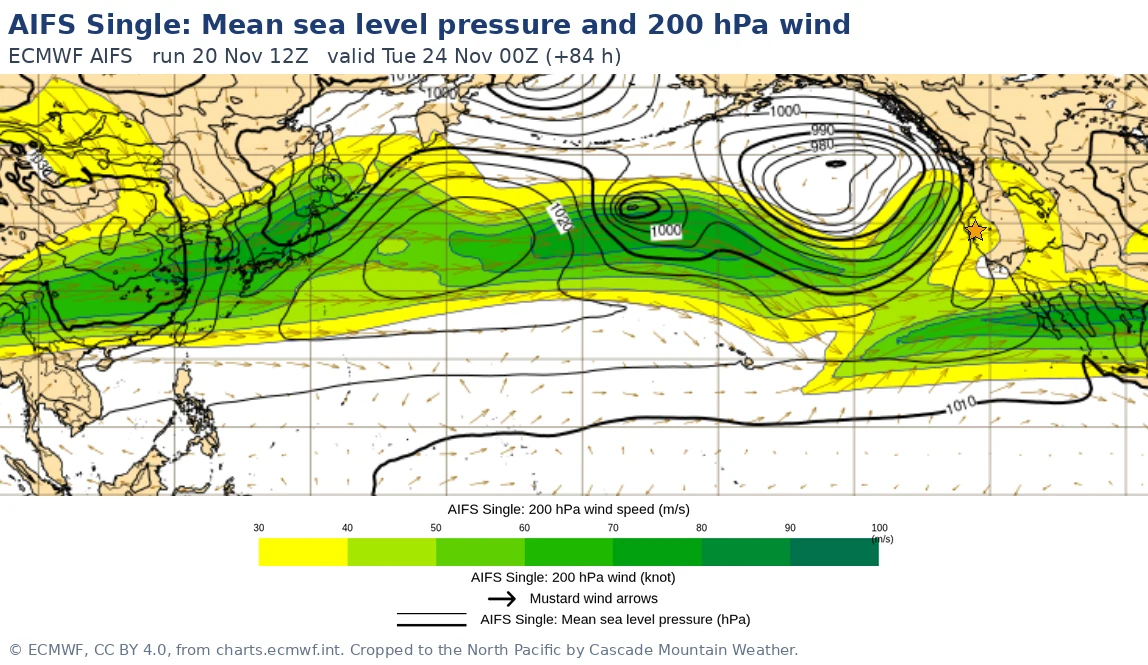 AIFS Single: Mean sea level pressure and 200 hPa wind
ECMWF AIFS run 20 Nov 12Z valid Tue 24 Nov 00Z (+84 h)
1000
1000
990
980
1030
1020
1000
1010
AIFS Single: 200 hPa wind speed (m/s)
30 40 50 60 70 80 90 100
(m/s)
AIFS Single: 200 hPa wind (knot)
Mustard wind arrows
AIFS Single: Mean sea level pressure (hPa)
© ECMWF, CC BY 4.0, from charts.ecmwf.int. Cropped to the North Pacific by Cascade Mountain Weather.